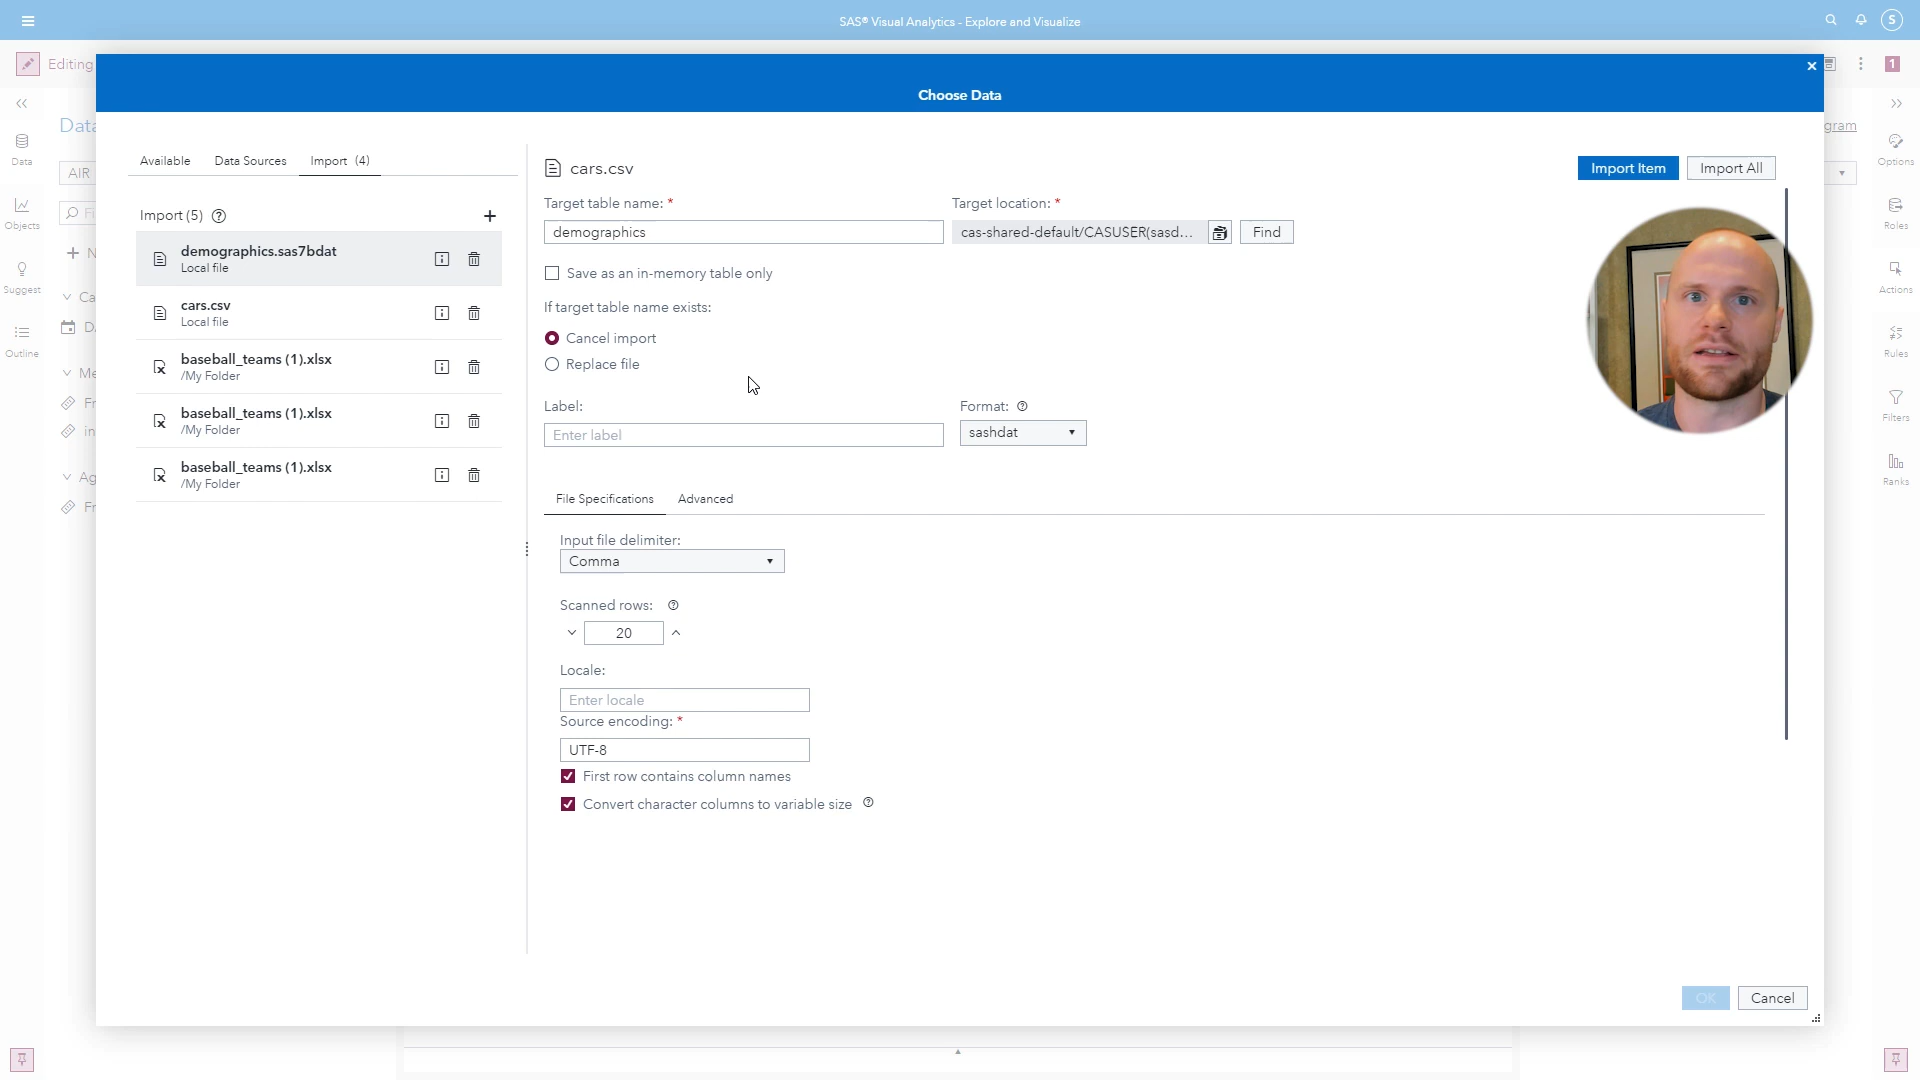 SAS® Visual Analytics - Explore and Visualize
S
Editing
1
Choose Data
Data
Data
AIR
Objects
Suggest
Outline
Available
Data Sources
Import (4)
Import (5)
demographics.sas7bdat
Local file
cars.csv
Local file
baseball_teams (1).xlsx
/My Folder
baseball_teams (1).xlsx
/My Folder
baseball_teams (1).xlsx
/My Folder
cars.csv
Import Item
Import All
Target table name: *
Target location: *
demographics
cas-shared-default/CASUSER(sasd...
Find
Save as an in-memory table only
If target table name exists:
Cancel import
Replace file
Label:
Format:
Enter label
sashdat
File Specifications
Advanced
Input file delimiter:
Comma
Scanned rows:
20
Locale:
Enter locale
Source encoding: *
UTF-8
First row contains column names
Convert character columns to variable size
OK
Cancel
Options
Roles
Actions
Rules
Filters
Ranks